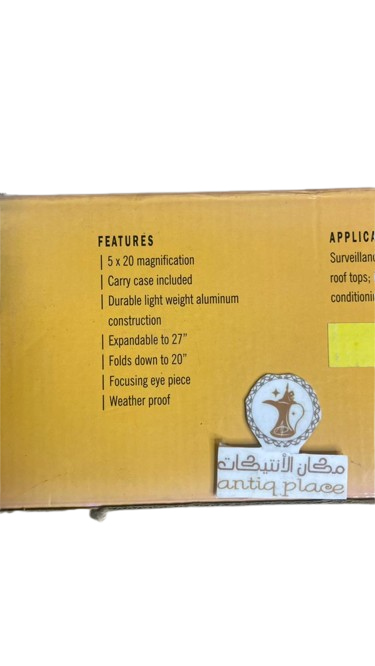 FEATURES
| 5 x 20 magnification
| Carry case included
| Durable light weight aluminum
construction
| Expandable to 27"
| Folds down to 20"
| Focusing eye piece
| Weather proof
APPLICA
Surveillanc
roof tops;
conditioni
مكان الأنتيكات
antiq place